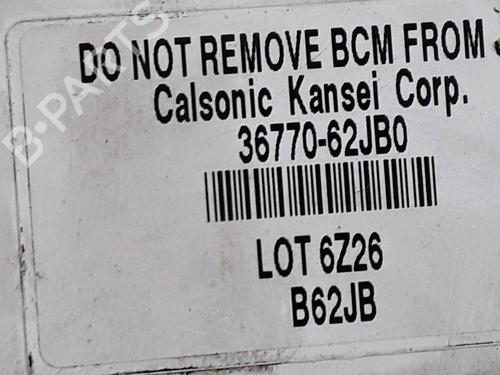 DO NOT REMOVE BCM FROM
Calsonic Kansei Corp.
36770-62JB0
LOT 6Z26
B62JB
B-PARTS